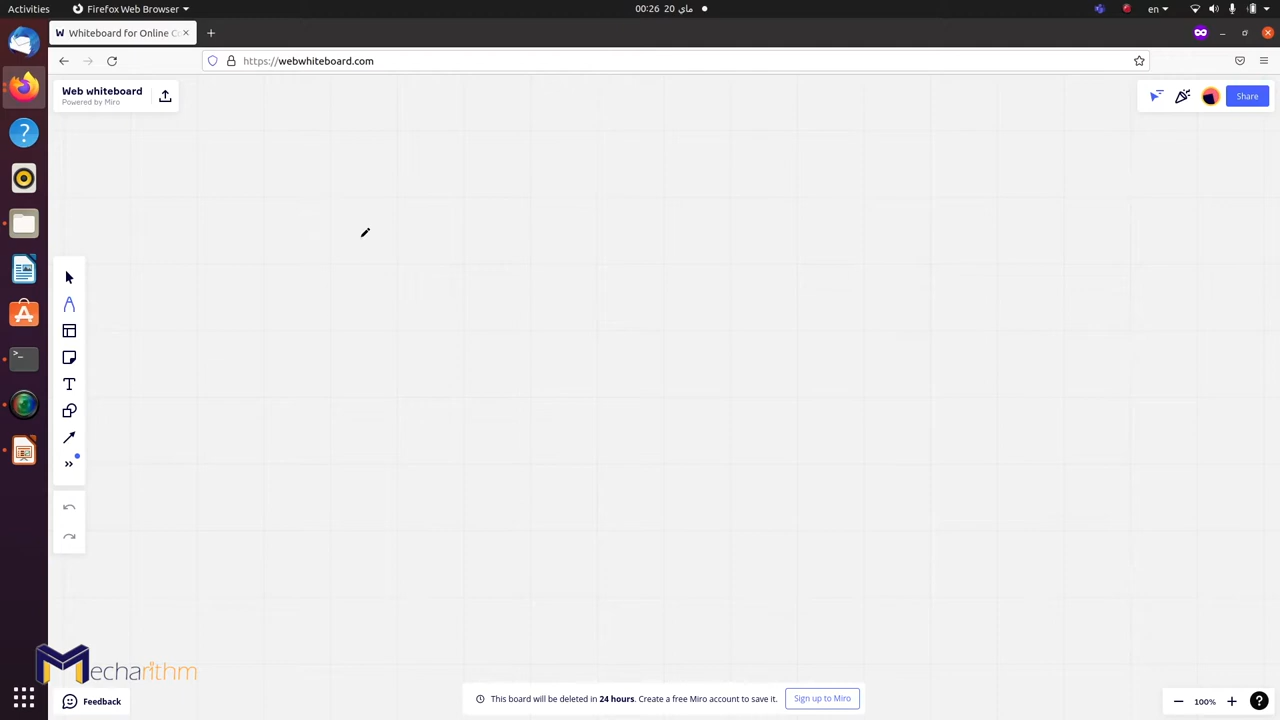 Activities
Firefox Web Browser
00:26 20 ماي
en
W Whiteboard for Online Co
https://webwhiteboard.com
Web whiteboard
Powered by Miro
Share
T
Mecharithm
Feedback
This board will be deleted in 24 hours. Create a free Miro account to save it.
Sign up to Miro
100%